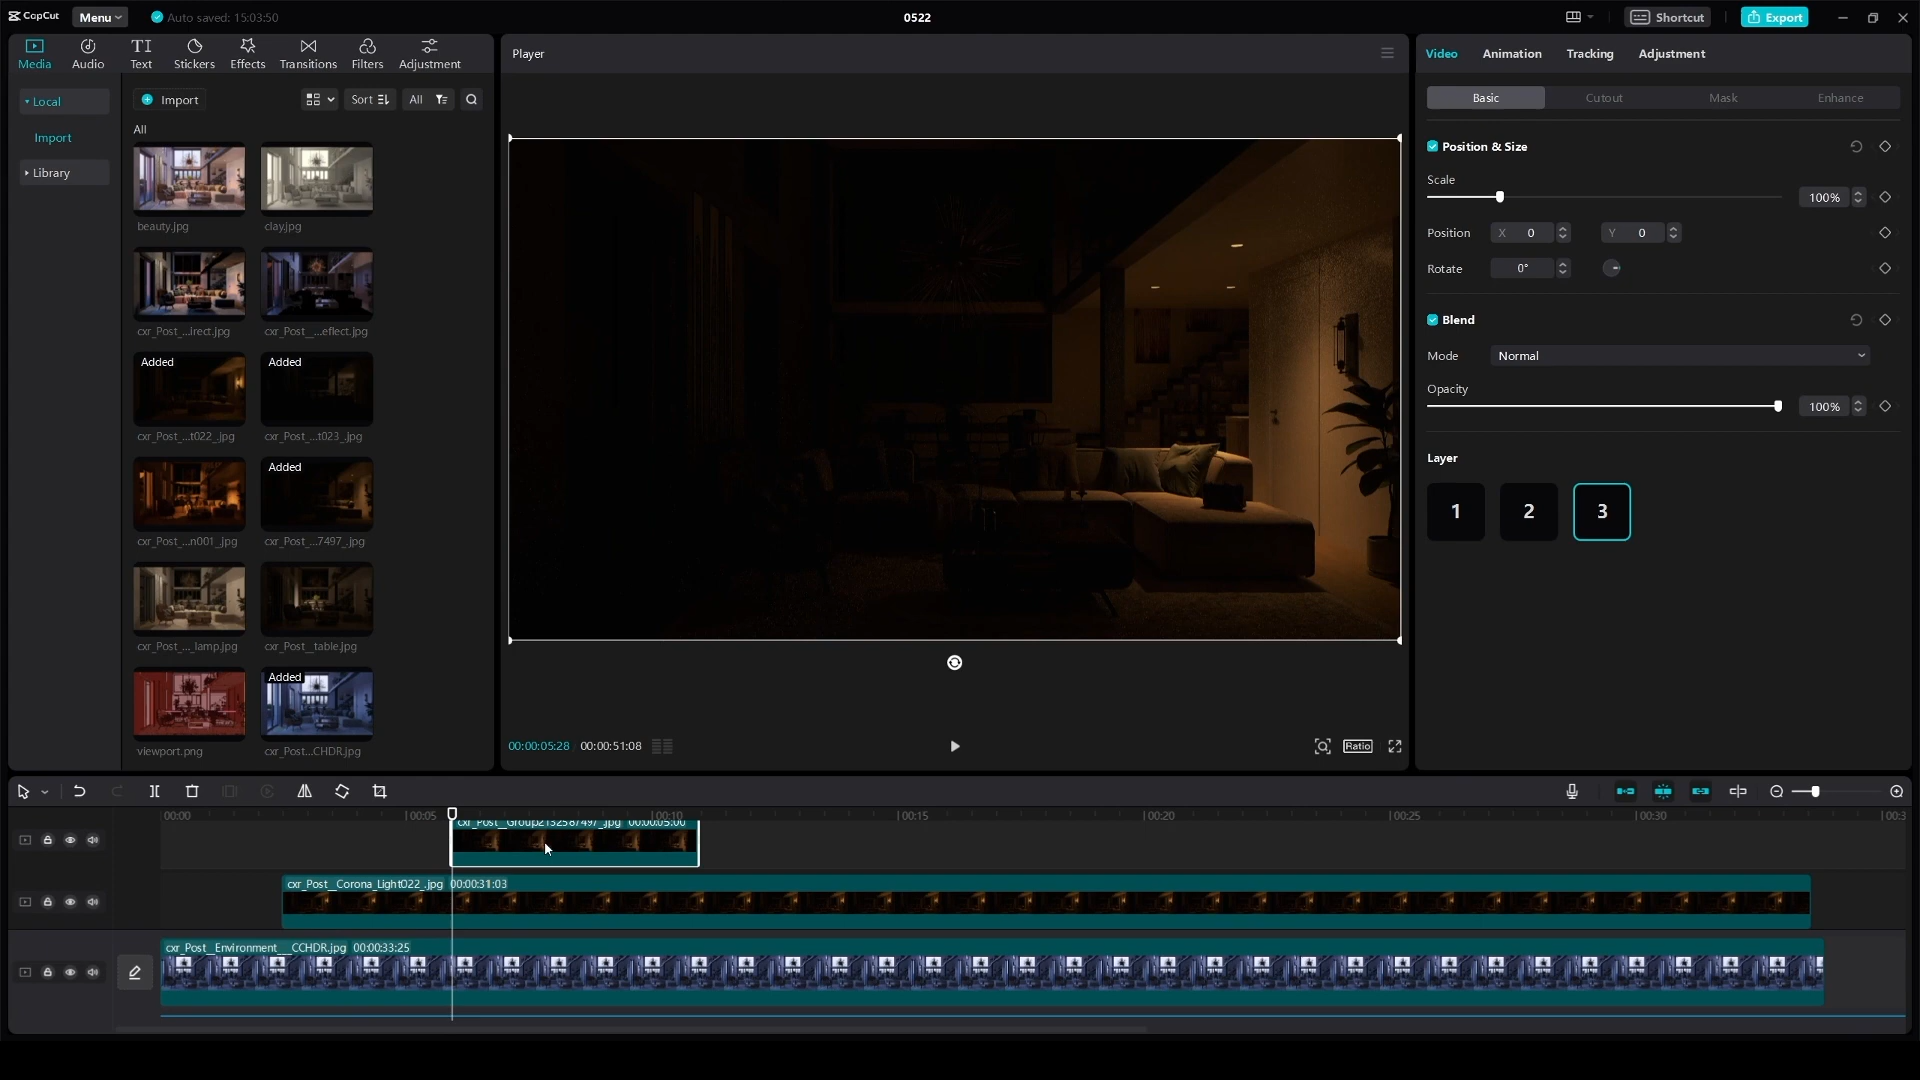 CapCut
Menu
Auto saved: 15:03:50
0522
Shortcut
Export
Media
Audio
Text
Stickers
Effects
Transitions
Filters
Adjustment
Player
Video
Animation
Tracking
Adjustment
Local
Import
Library
Import
Sort
All
All
Basic
Cutout
Mask
Enhance
beauty.jpg
clay.jpg
cxr_Post_...irect.jpg
cxr_Post_...eflect.jpg
Added
Added
cxr_Post_...t022_.jpg
cxr_Post_...t023_.jpg
Added
cxr_Post_...n001_.jpg
cxr_Post_...7497_.jpg
cxr_Post_..._lamp.jpg
cxr_Post__table.jpg
Added
viewport.png
cxr_Post...CHDR.jpg
Position & Size
Scale
100%
Position
X 0
Y 0
Rotate
0°
Blend
Mode
Normal
Opacity
100%
Layer
1
2
3
00:00:05:28
00:00:51:08
Ratio
00:00
00:05
00:10
00:15
00:20
00:25
00:30
00:3
cxr_Post__Group2132587497_.jpg 00:00:05:00
cxr_Post__Corona_Light022_.jpg 00:00:31:03
cxr_Post__Environment___CCHDR.jpg 00:00:33:25